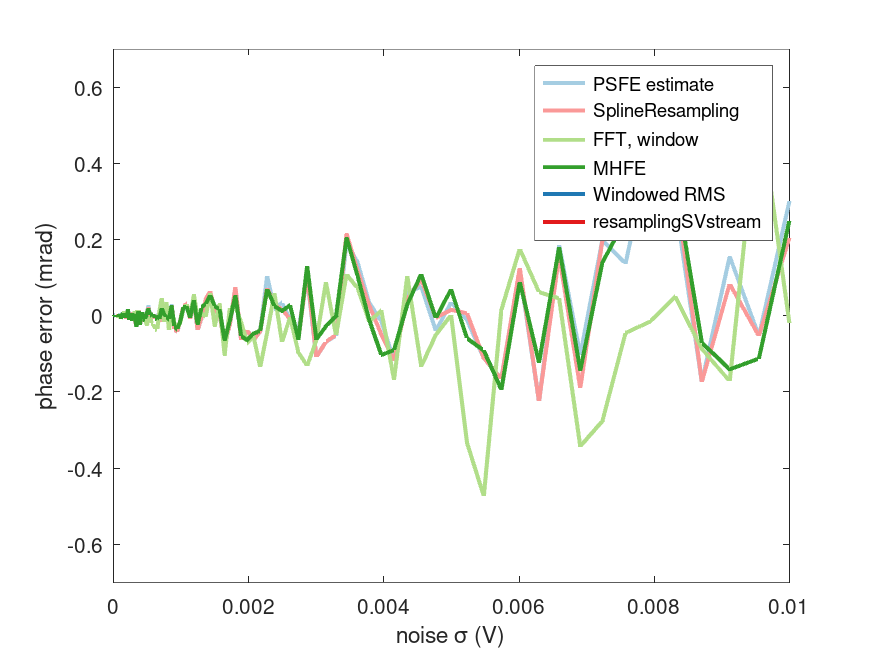 0.6
0.4
0.2
0
-0.2
-0.4
-0.6
phase error (mrad)
PSFE estimate
SplineResampling
FFT, window
MHFE
Windowed RMS
resamplingSVstream
0
0.002
0.004
0.006
0.008
0.01
noise σ (V)